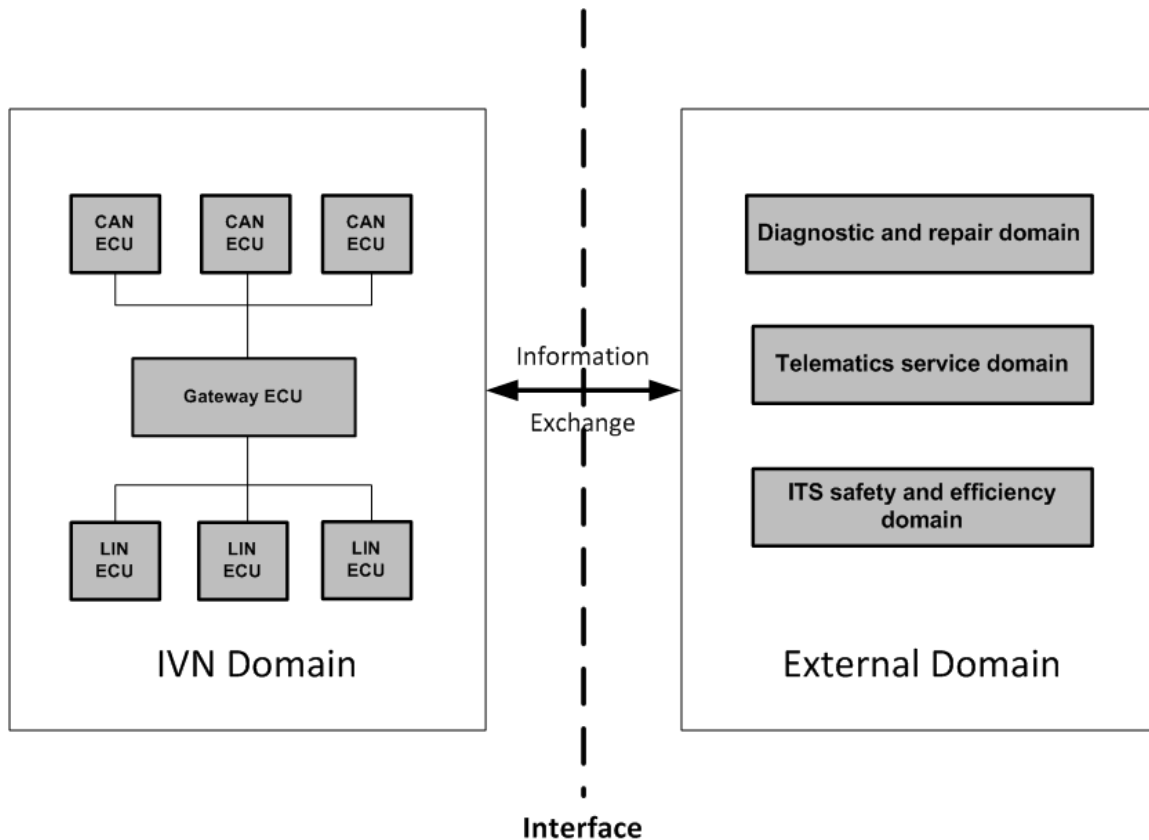 CAN
ECU
CAN
ECU
CAN
ECU
Gateway ECU
LIN
ECU
LIN
ECU
LIN
ECU
IVN Domain
Information
Exchange
Diagnostic and repair domain
Telematics service domain
ITS safety and efficiency
domain
External Domain
Interface